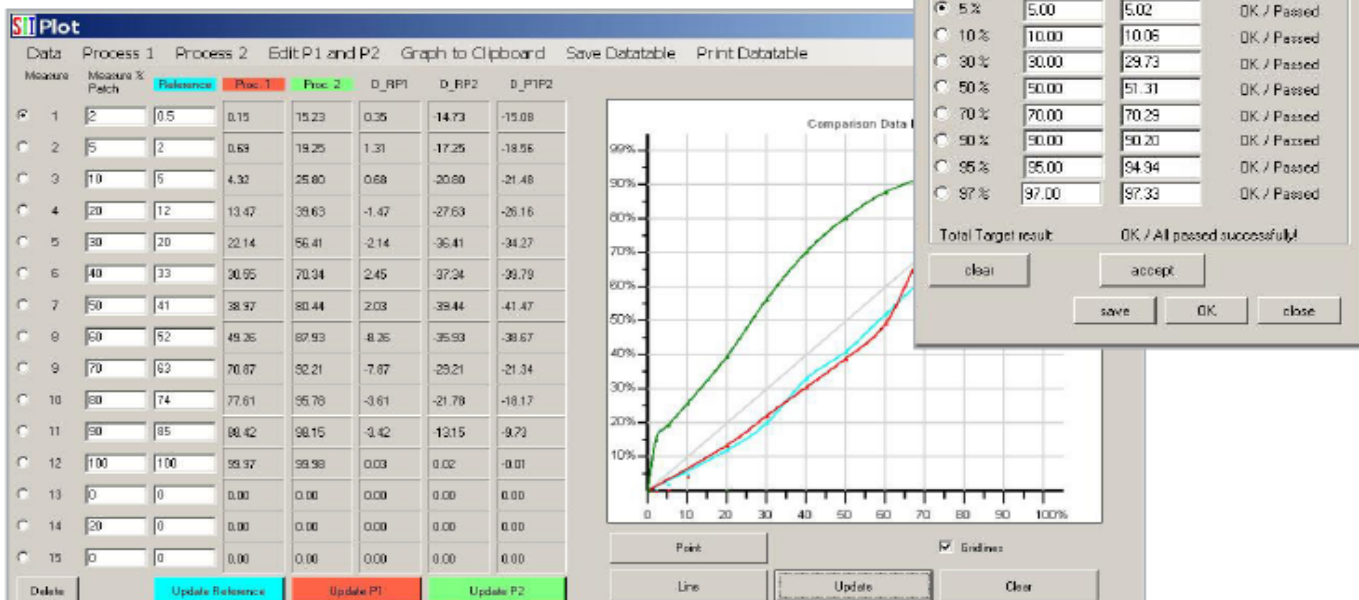 SIIPlot
Data Process 1 Process 2 Edit P1 and P2 Graph to Clipboard Save Datatable Print Datatable
Measure Measure % Patch Reference Proc. 1 Proc. 2 D_RP1 D_RP2 D_P1P2
1 2 0.5 0.15 15.23 0.35 -14.73 -15.08
2 5 2 0.69 19.25 1.31 -17.25 -18.56
3 10 5 4.32 25.80 0.68 -20.80 -21.48
4 20 12 13.47 39.63 -1.47 -27.63 -26.16
5 30 20 22.14 56.41 -2.14 -36.41 -34.27
6 40 33 30.55 70.34 2.45 -37.34 -39.79
7 50 41 38.97 80.44 2.03 -39.44 -41.47
8 60 52 49.26 87.93 -8.26 -35.93 -38.67
9 70 63 70.87 92.21 -7.87 -29.21 -21.34
10 80 74 77.61 95.78 -3.61 -21.78 -18.17
11 90 85 88.42 98.15 -3.42 -13.15 -9.73
12 100 100 99.97 99.98 0.03 0.02 -0.01
13 0 0 0.00 0.00 0.00 0.00 0.00
14 20 0 0.00 0.00 0.00 0.00 0.00
15 0 0 0.00 0.00 0.00 0.00 0.00
Delete Update Reference Update P1 Update P2
Comparison Data
99%
90%
80%
70%
60%
50%
40%
30%
20%
10%
0 10 20 30 40 50 60 70 80 90 100%
Point Gridlines
Line Update Clear
5 % 5.00 5.02 OK / Passed
10 % 10.00 10.06 OK / Passed
30 % 30.00 29.73 OK / Passed
50 % 50.00 51.31 OK / Passed
70 % 70.00 70.29 OK / Passed
90 % 90.00 90.20 OK / Passed
95 % 95.00 94.94 OK / Passed
97 % 97.00 97.33 OK / Passed
Total Target result: OK / All passed successfully!
clear accept
save OK close